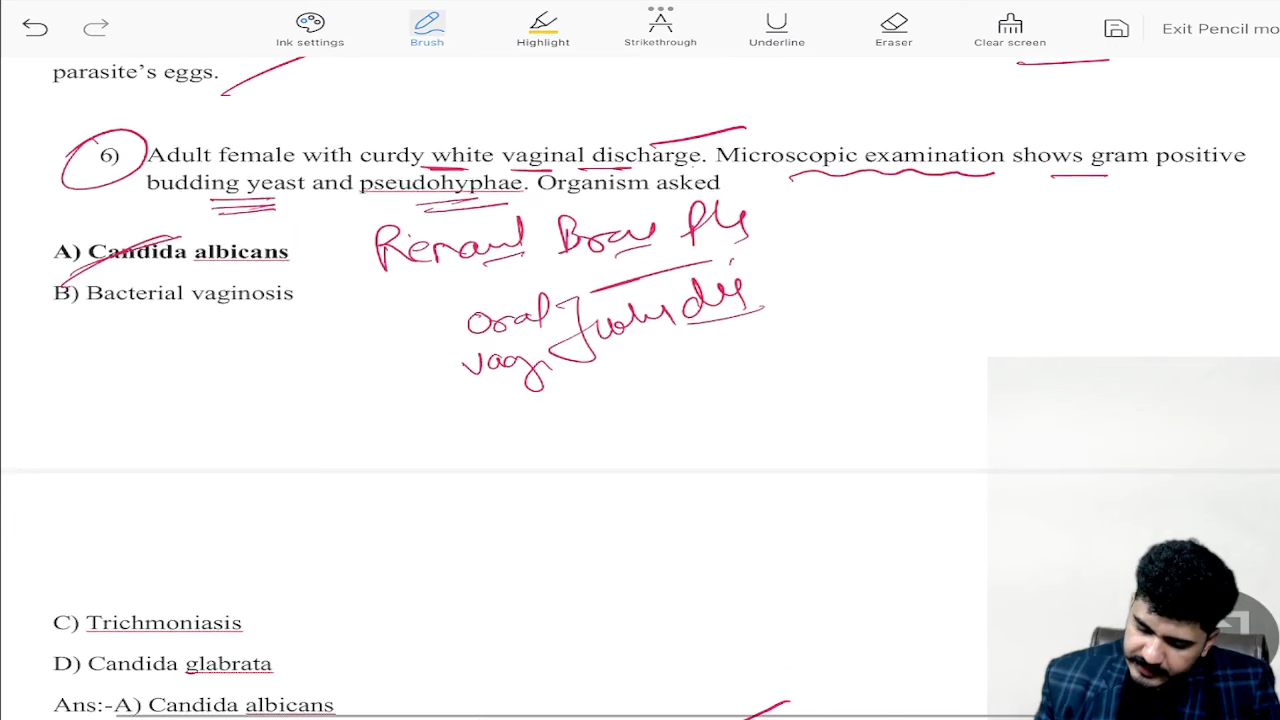 Ink settings
Brush
Highlight
Strikethrough
Underline
Eraser
Clear screen
Exit Pencil mo
parasite's eggs.
6) Adult female with curdy white vaginal discharge. Microscopic examination shows gram positive
budding yeast and pseudohyphae. Organism asked
A) Candida albicans
B) Bacterial vaginosis
oral
C) Trichmoniasis
D) Candida glabrata
Ans:-A) Candida albicans